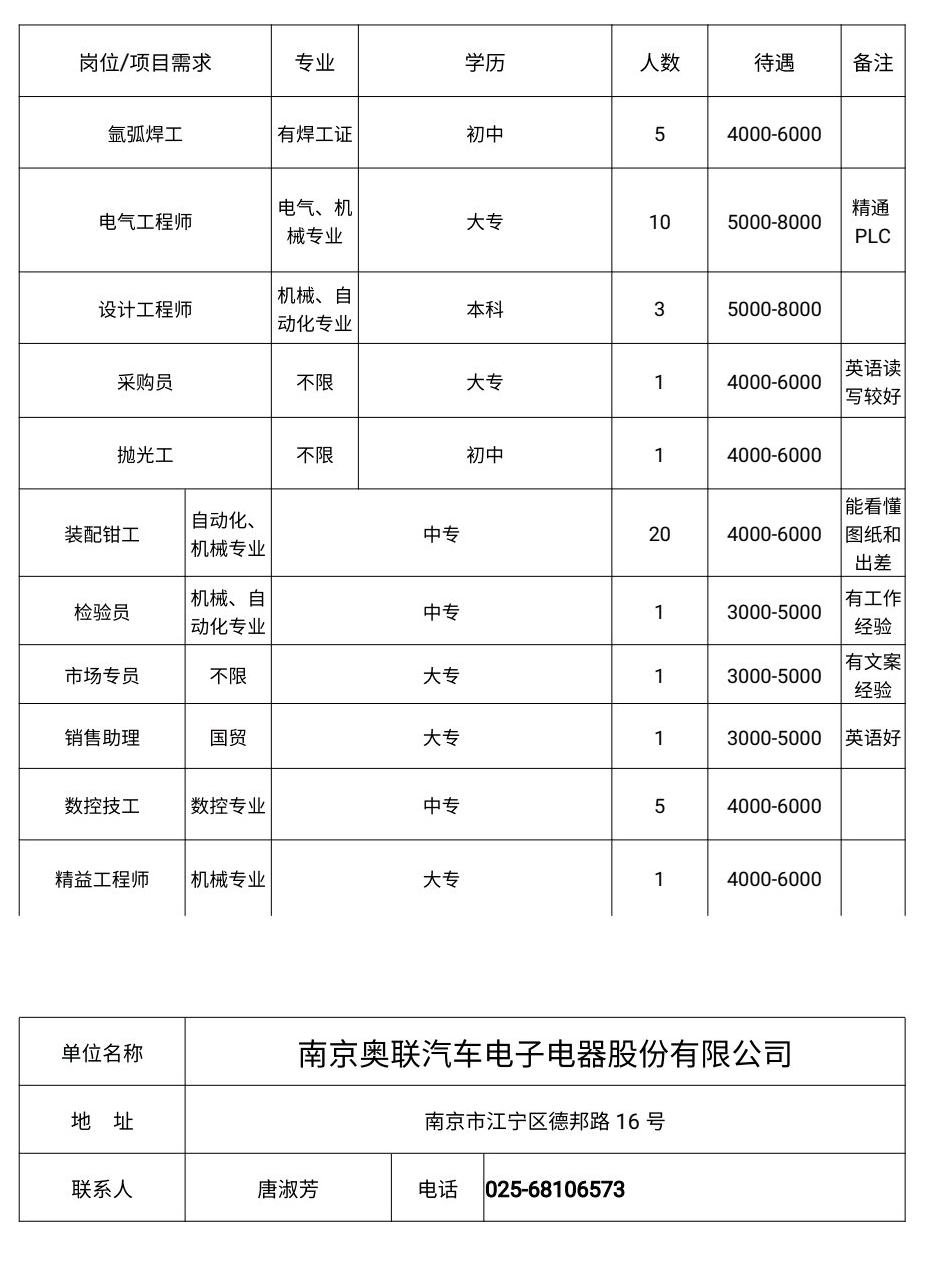 岗位/项目需求 专业 学历 人数 待遇 备注
氩弧焊工 有焊工证 初中 5 4000-6000
电气工程师 电气、机械专业 大专 10 5000-8000 精通PLC
设计工程师 机械、自动化专业 本科 3 5000-8000
采购员 不限 大专 1 4000-6000 英语读写较好
抛光工 不限 初中 1 4000-6000
装配钳工 自动化、机械专业 中专 20 4000-6000 能看懂图纸和出差
检验员 机械、自动化专业 中专 1 3000-5000 有工作经验
市场专员 不限 大专 1 3000-5000 有文案经验
销售助理 国贸 大专 1 3000-5000 英语好
数控技工 数控专业 中专 5 4000-6000
精益工程师 机械专业 大专 1 4000-6000
单位名称 南京奥联汽车电子电器股份有限公司
地 址 南京市江宁区德邦路 16 号
联系人 唐淑芳 电话 025-68106573